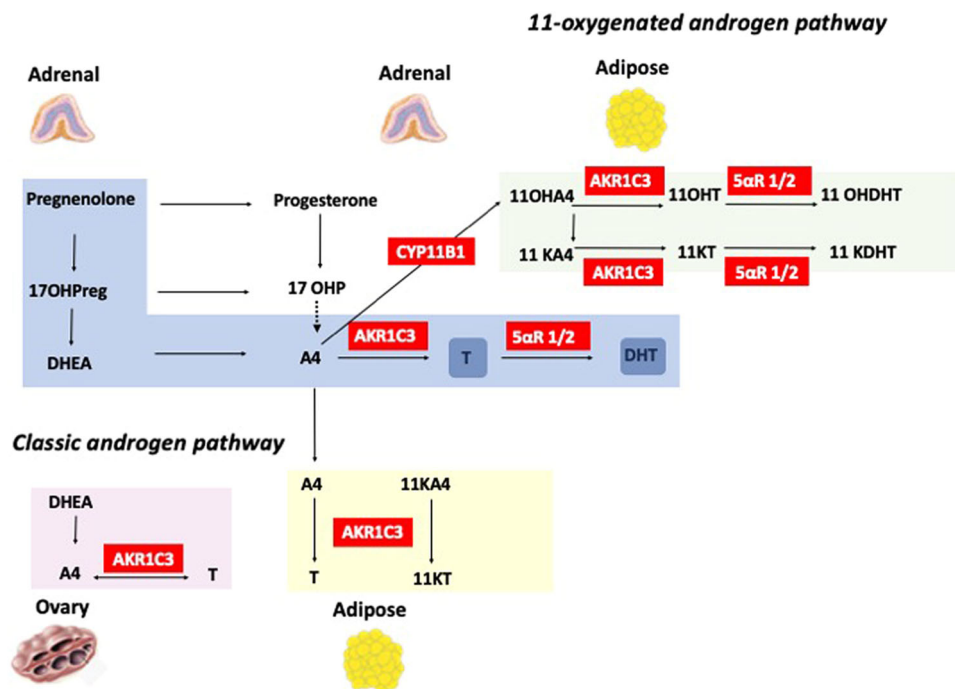 11-oxygenated androgen pathway
Adrenal
Adrenal
Adipose
Pregnenolone
Progesterone
11OHA4
AKR1C3
11OHT
5αR 1/2
11 OHDHT
CYP11B1
11 KA4
AKR1C3
11KT
5αR 1/2
11 KDHT
17OHPreg
17 OHP
DHEA
A4
AKR1C3
T
5αR 1/2
DHT
Classic androgen pathway
DHEA
A4
AKR1C3
T
Ovary
A4
11KA4
AKR1C3
T
11KT
Adipose